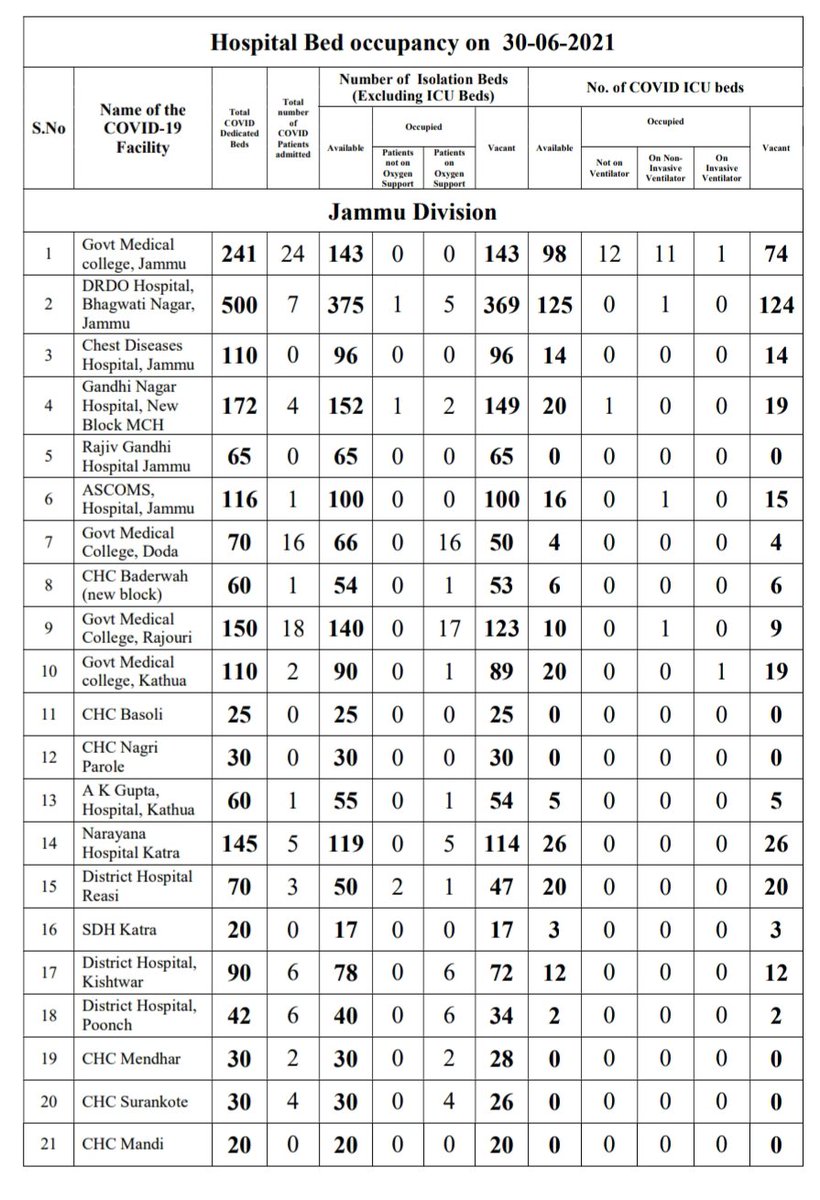 Hospital Bed occupancy on 30-06-2021
S.No
Name of the
COVID-19
Facility
Total
COVID
Dedicated
Beds
Total
number
of
COVID
Patients
admitted
Number of Isolation Beds
(Excluding ICU Beds)
No. of COVID ICU beds
Available
Occupied
Patients
not on
Oxygen
Support
Patients
on
Oxygen
Support
Vacant
Available
Occupied
Not on
Ventilator
On Non-
Invasive
Ventilator
On
Invasive
Ventilator
Vacant
Jammu Division
1 Govt Medical
college, Jammu 241 24 143 0 0 143 98 12 11 1 74
2 DRDO Hospital,
Bhagwati Nagar,
Jammu 500 7 375 1 5 369 125 0 1 0 124
3 Chest Diseases
Hospital, Jammu 110 0 96 0 0 96 14 0 0 0 14
4 Gandhi Nagar
Hospital, New
Block MCH 172 4 152 1 2 149 20 1 0 0 19
5 Rajiv Gandhi
Hospital Jammu 65 0 65 0 0 65 0 0 0 0 0
6 ASCOMS,
Hospital, Jammu 116 1 100 0 0 100 16 0 1 0 15
7 Govt Medical
College, Doda 70 16 66 0 16 50 4 0 0 0 4
8 CHC Baderwah
(new block) 60 1 54 0 1 53 6 0 0 0 6
9 Govt Medical
College, Rajouri 150 18 140 0 17 123 10 0 1 0 9
10 Govt Medical
college, Kathua 110 2 90 0 1 89 20 0 0 1 19
11 CHC Basoli 25 0 25 0 0 25 0 0 0 0 0
12 CHC Nagri
Parole 30 0 30 0 0 30 0 0 0 0 0
13 A K Gupta,
Hospital, Kathua 60 1 55 0 1 54 5 0 0 0 5
14 Narayana
Hospital Katra 145 5 119 0 5 114 26 0 0 0 26
15 District Hospital
Reasi 70 3 50 2 1 47 20 0 0 0 20
16 SDH Katra 20 0 17 0 0 17 3 0 0 0 3
17 District Hospital,
Kishtwar 90 6 78 0 6 72 12 0 0 0 12
18 District Hospital,
Poonch 42 6 40 0 6 34 2 0 0 0 2
19 CHC Mendhar 30 2 30 0 2 28 0 0 0 0 0
20 CHC Surankote 30 4 30 0 4 26 0 0 0 0 0
21 CHC Mandi 20 0 20 0 0 20 0 0 0 0 0